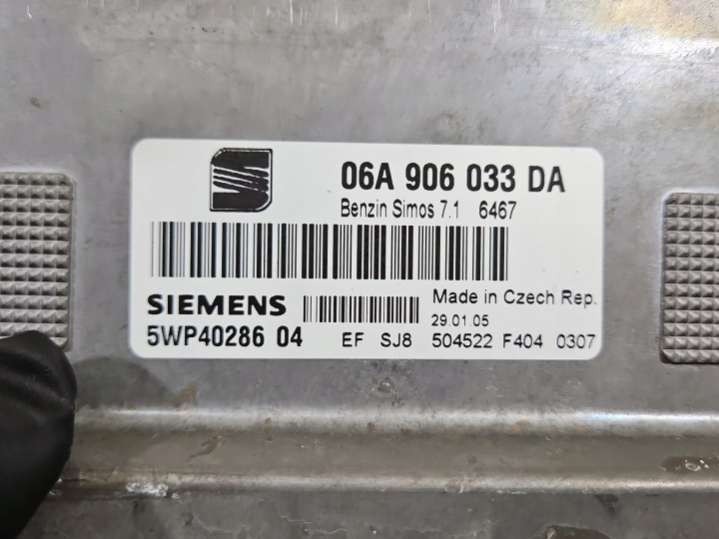 06A 906 033 DA
Benzin Simos 7.1 6467
SIEMENS
Made in Czech Rep.
29.01.05
5WP40286 04 EF SJ8 504522 F404 0307